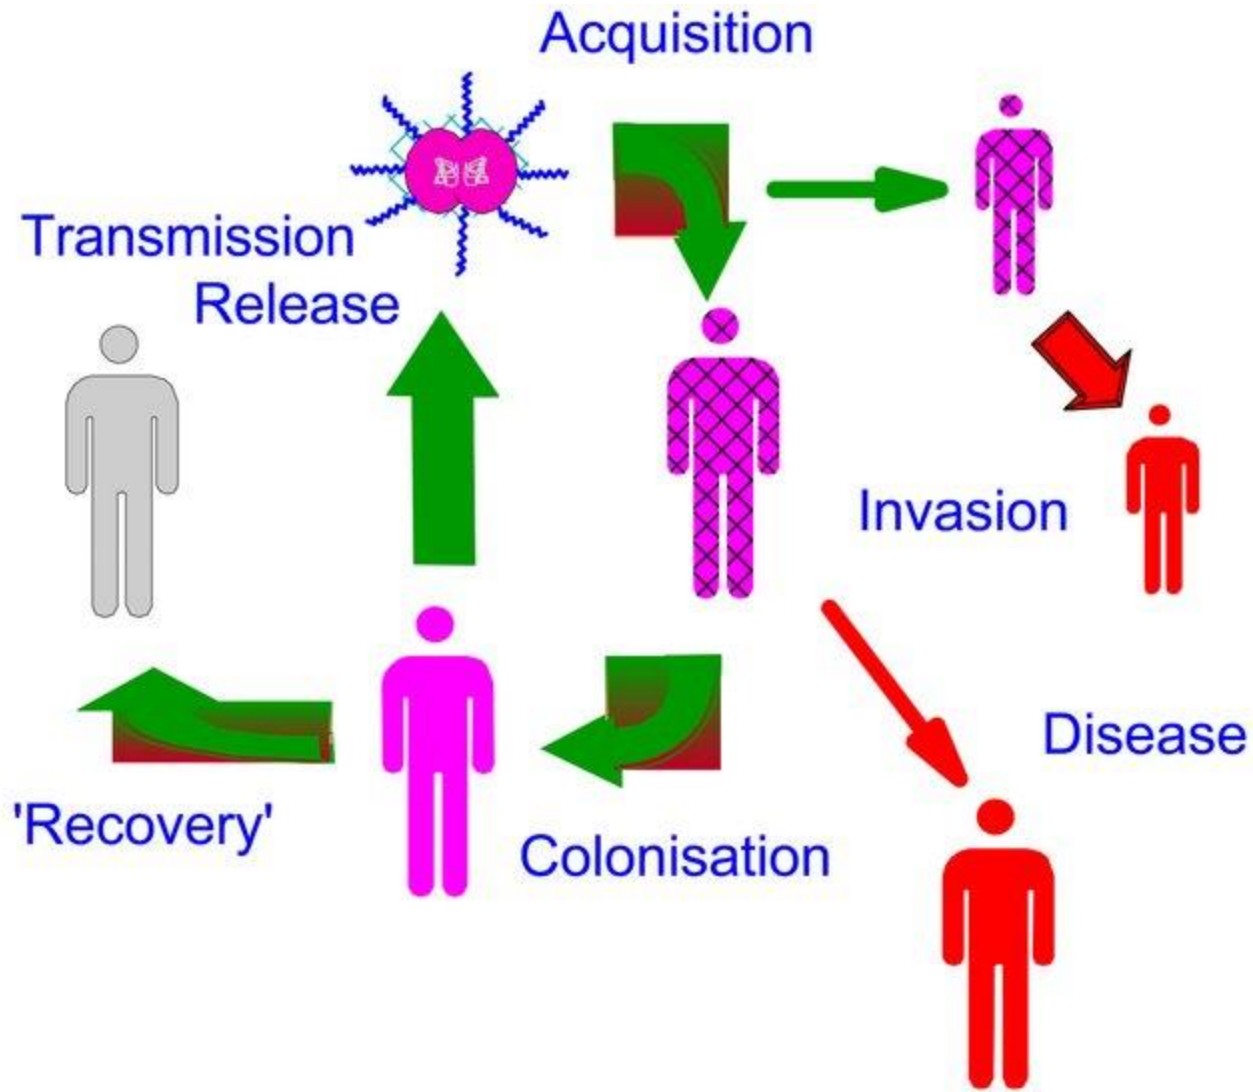 Acquisition
Transmission
Release
Invasion
Disease
'Recovery'
Colonisation